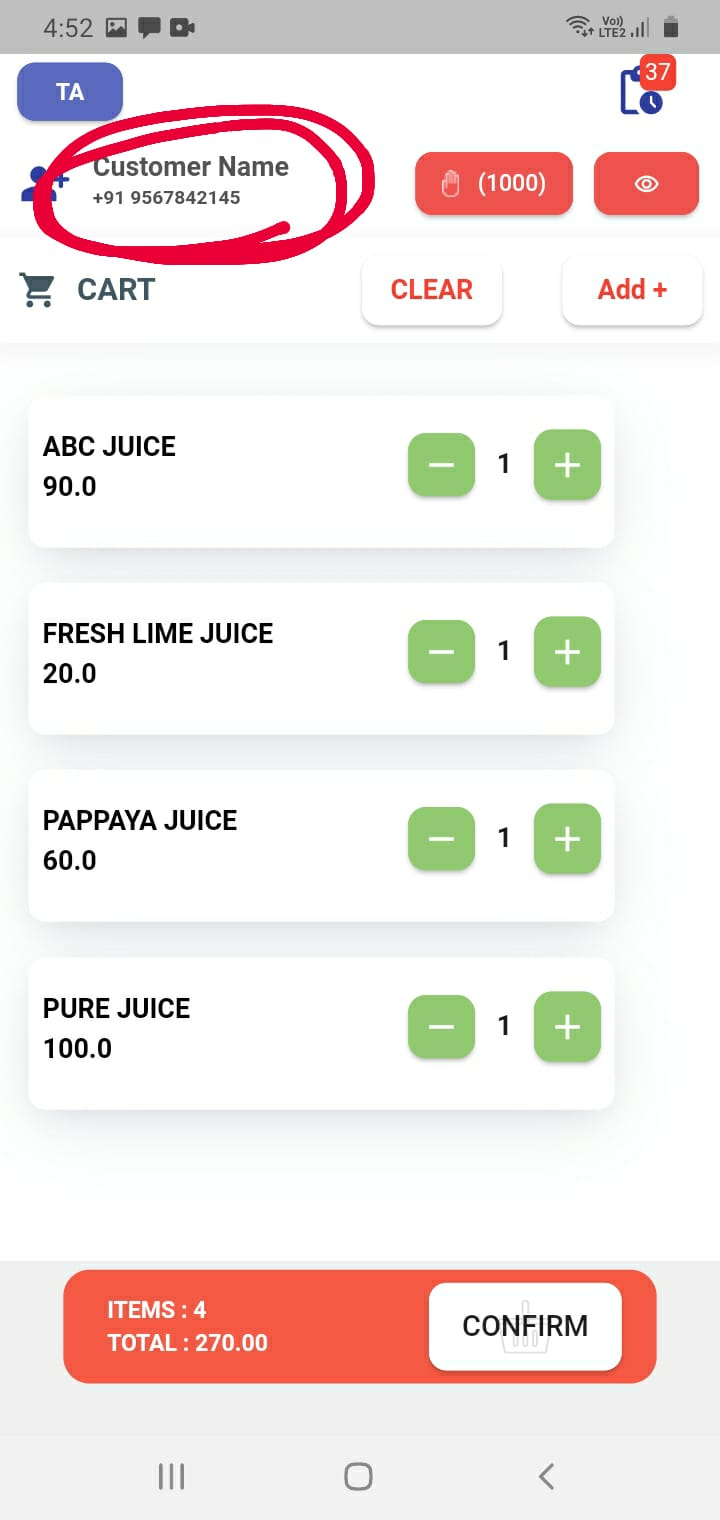 4:52
Vo))
LTE2
TA
37
Customer Name
+91 9567842145
(1000)
CART
CLEAR
Add +
ABC JUICE
90.0
1
FRESH LIME JUICE
20.0
1
PAPPAYA JUICE
60.0
1
PURE JUICE
100.0
1
ITEMS : 4
TOTAL : 270.00
CONFIRM